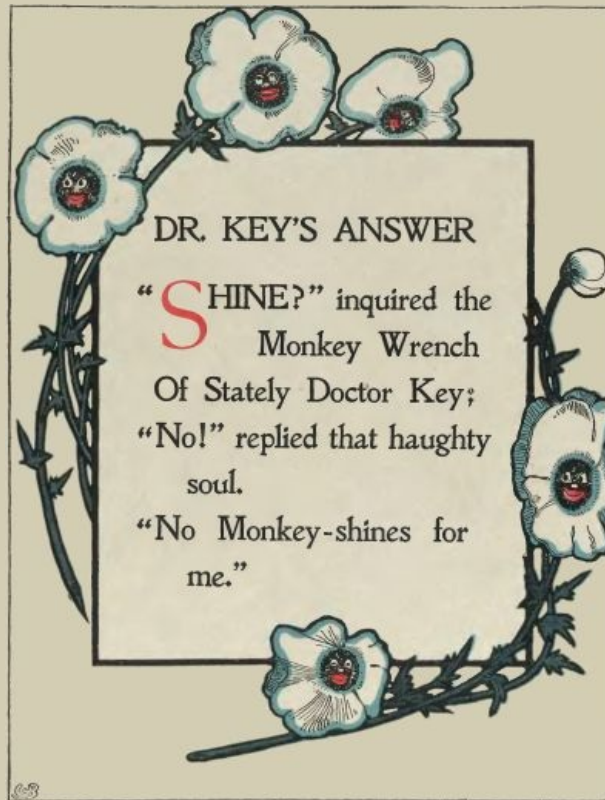 DR. KEY'S ANSWER
“SHINE?” inquired the
Monkey Wrench
Of Stately Doctor Key;
“No!” replied that haughty
soul.
“No Monkey-shines for
me.”